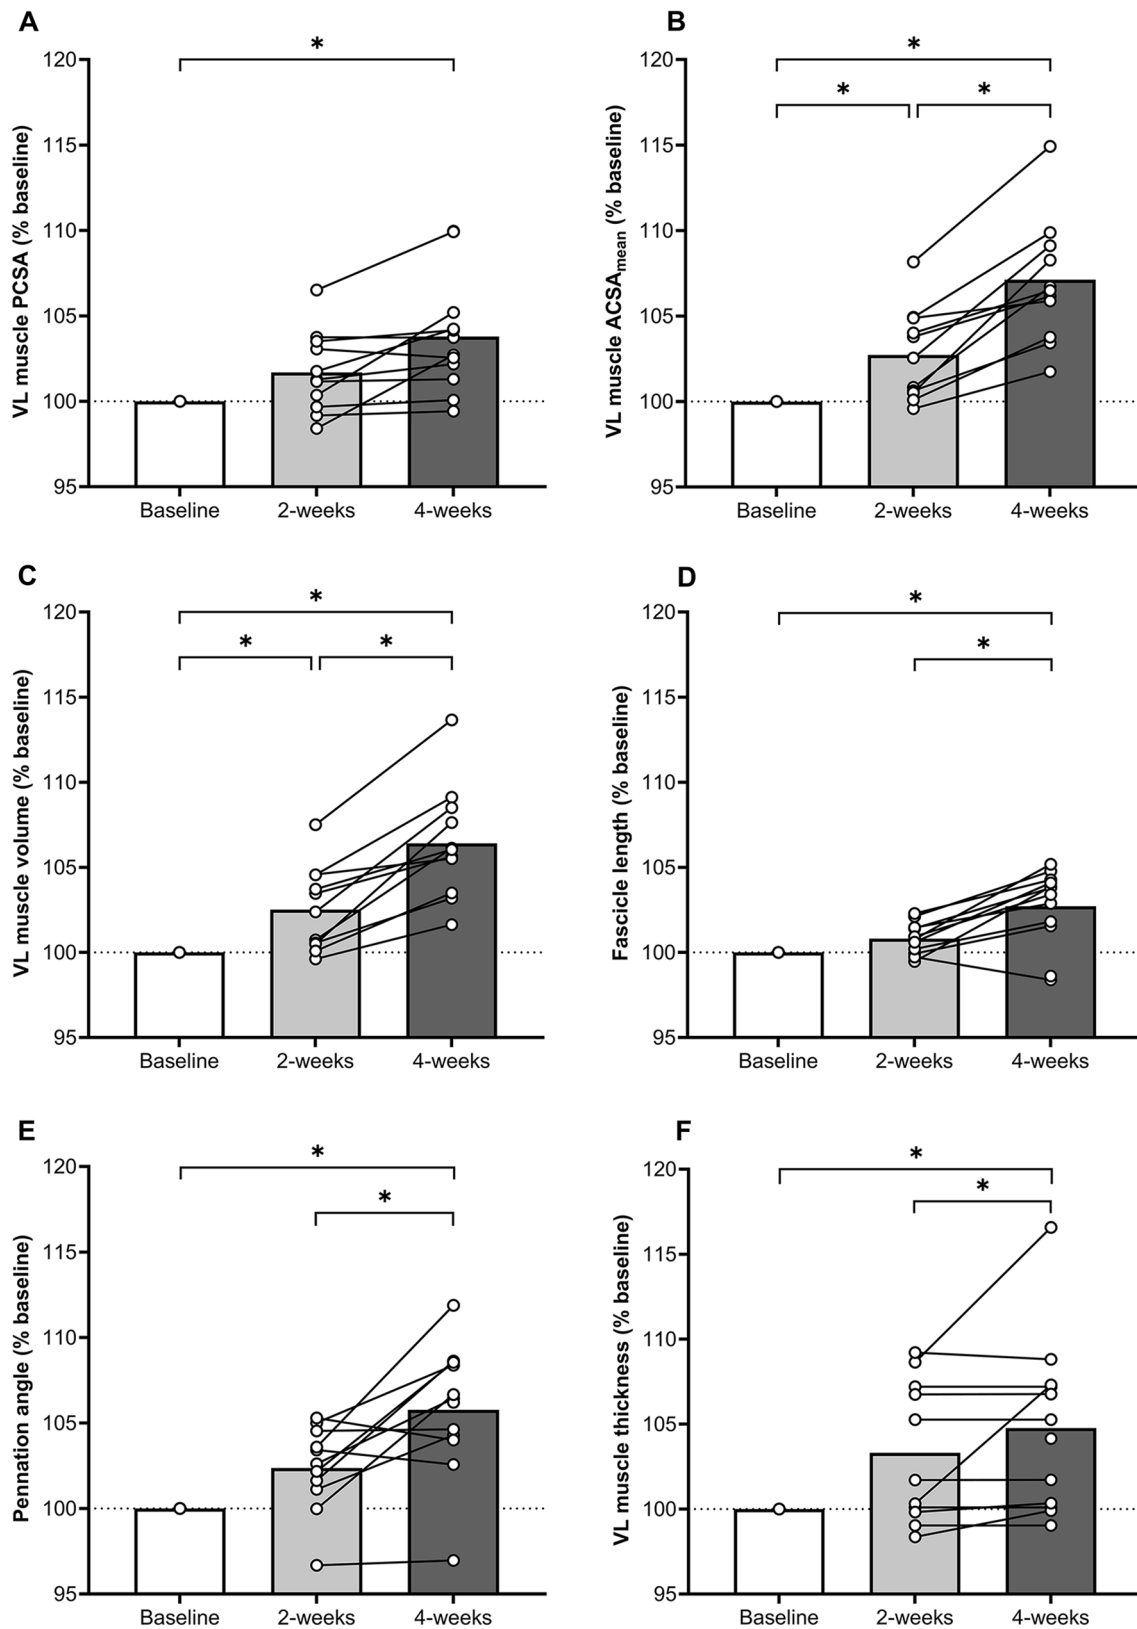 A
B
*
*
*
*
120
115
110
105
100
95
VL muscle PCSA (% baseline)
Baseline
2-weeks
4-weeks
120
115
110
105
100
95
VL muscle ACSAmean (% baseline)
Baseline
2-weeks
4-weeks
C
D
*
*
*
*
*
120
115
110
105
100
95
VL muscle volume (% baseline)
Baseline
2-weeks
4-weeks
120
115
110
105
100
95
Fascicle length (% baseline)
Baseline
2-weeks
4-weeks
E
F
*
*
*
*
120
115
110
105
100
95
Pennation angle (% baseline)
Baseline
2-weeks
4-weeks
120
115
110
105
100
95
VL muscle thickness (% baseline)
Baseline
2-weeks
4-weeks